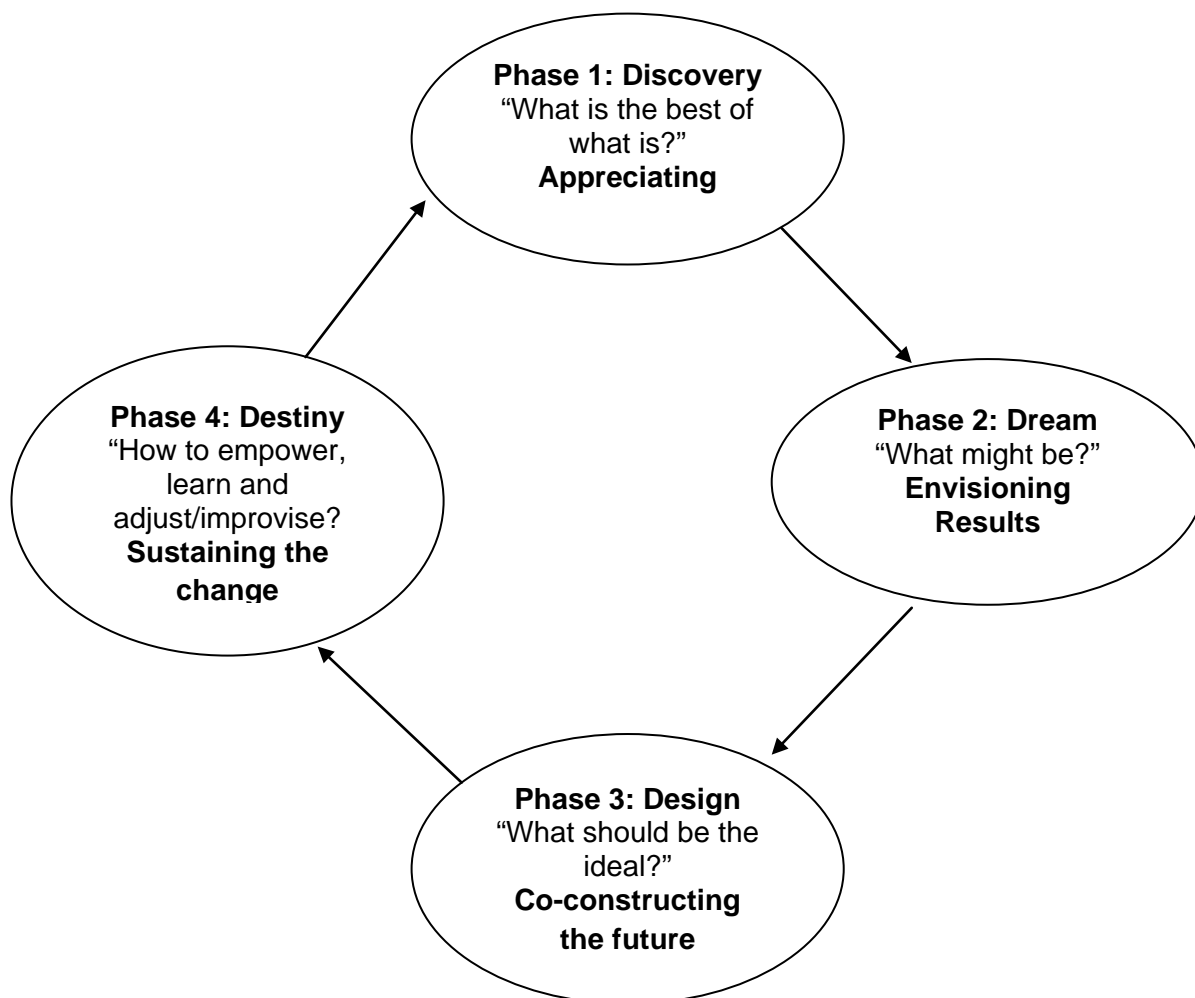 Phase 1: Discovery
“What is the best of
what is?”
Appreciating
Phase 2: Dream
“What might be?”
Envisioning
Results
Phase 3: Design
“What should be the
ideal?”
Co-constructing
the future
Phase 4: Destiny
“How to empower,
learn and
adjust/improvise?
Sustaining the
change